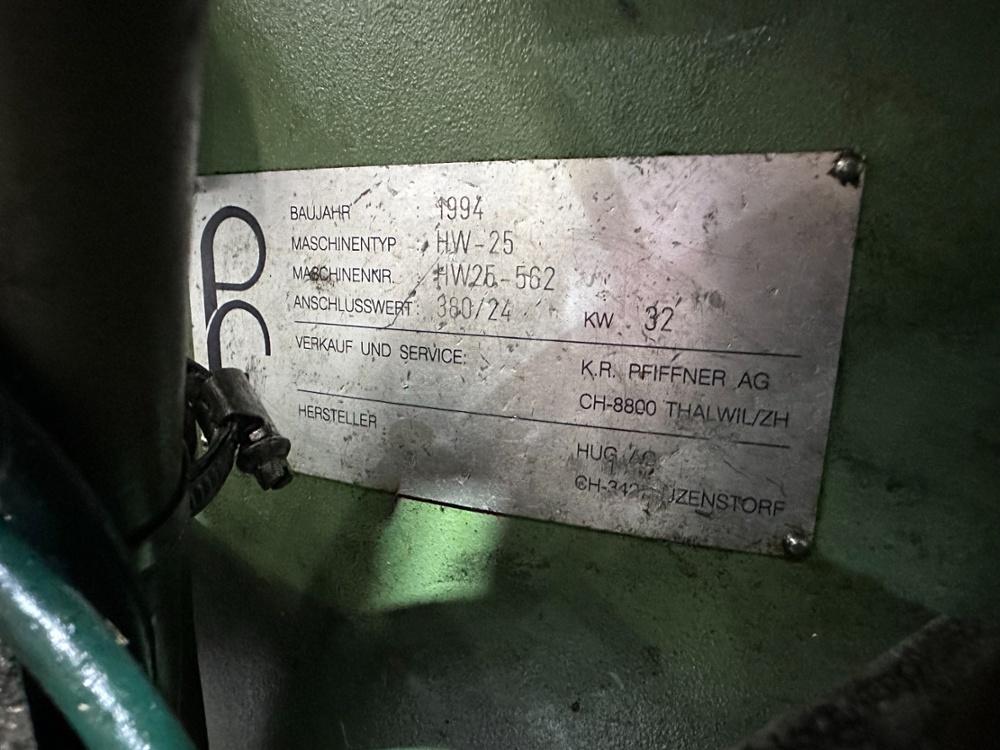 BAUJAHR : 1994
MASCHINENTYP : HW-25
MASCHINENNR. : HW25-562
ANSCHLUSSWERT : 380/24 KW 32
VERKAUF UND SERVICE: K.R. PFIFFNER AG
CH-8800 THALWIL/ZH
HERSTELLER HUG AG